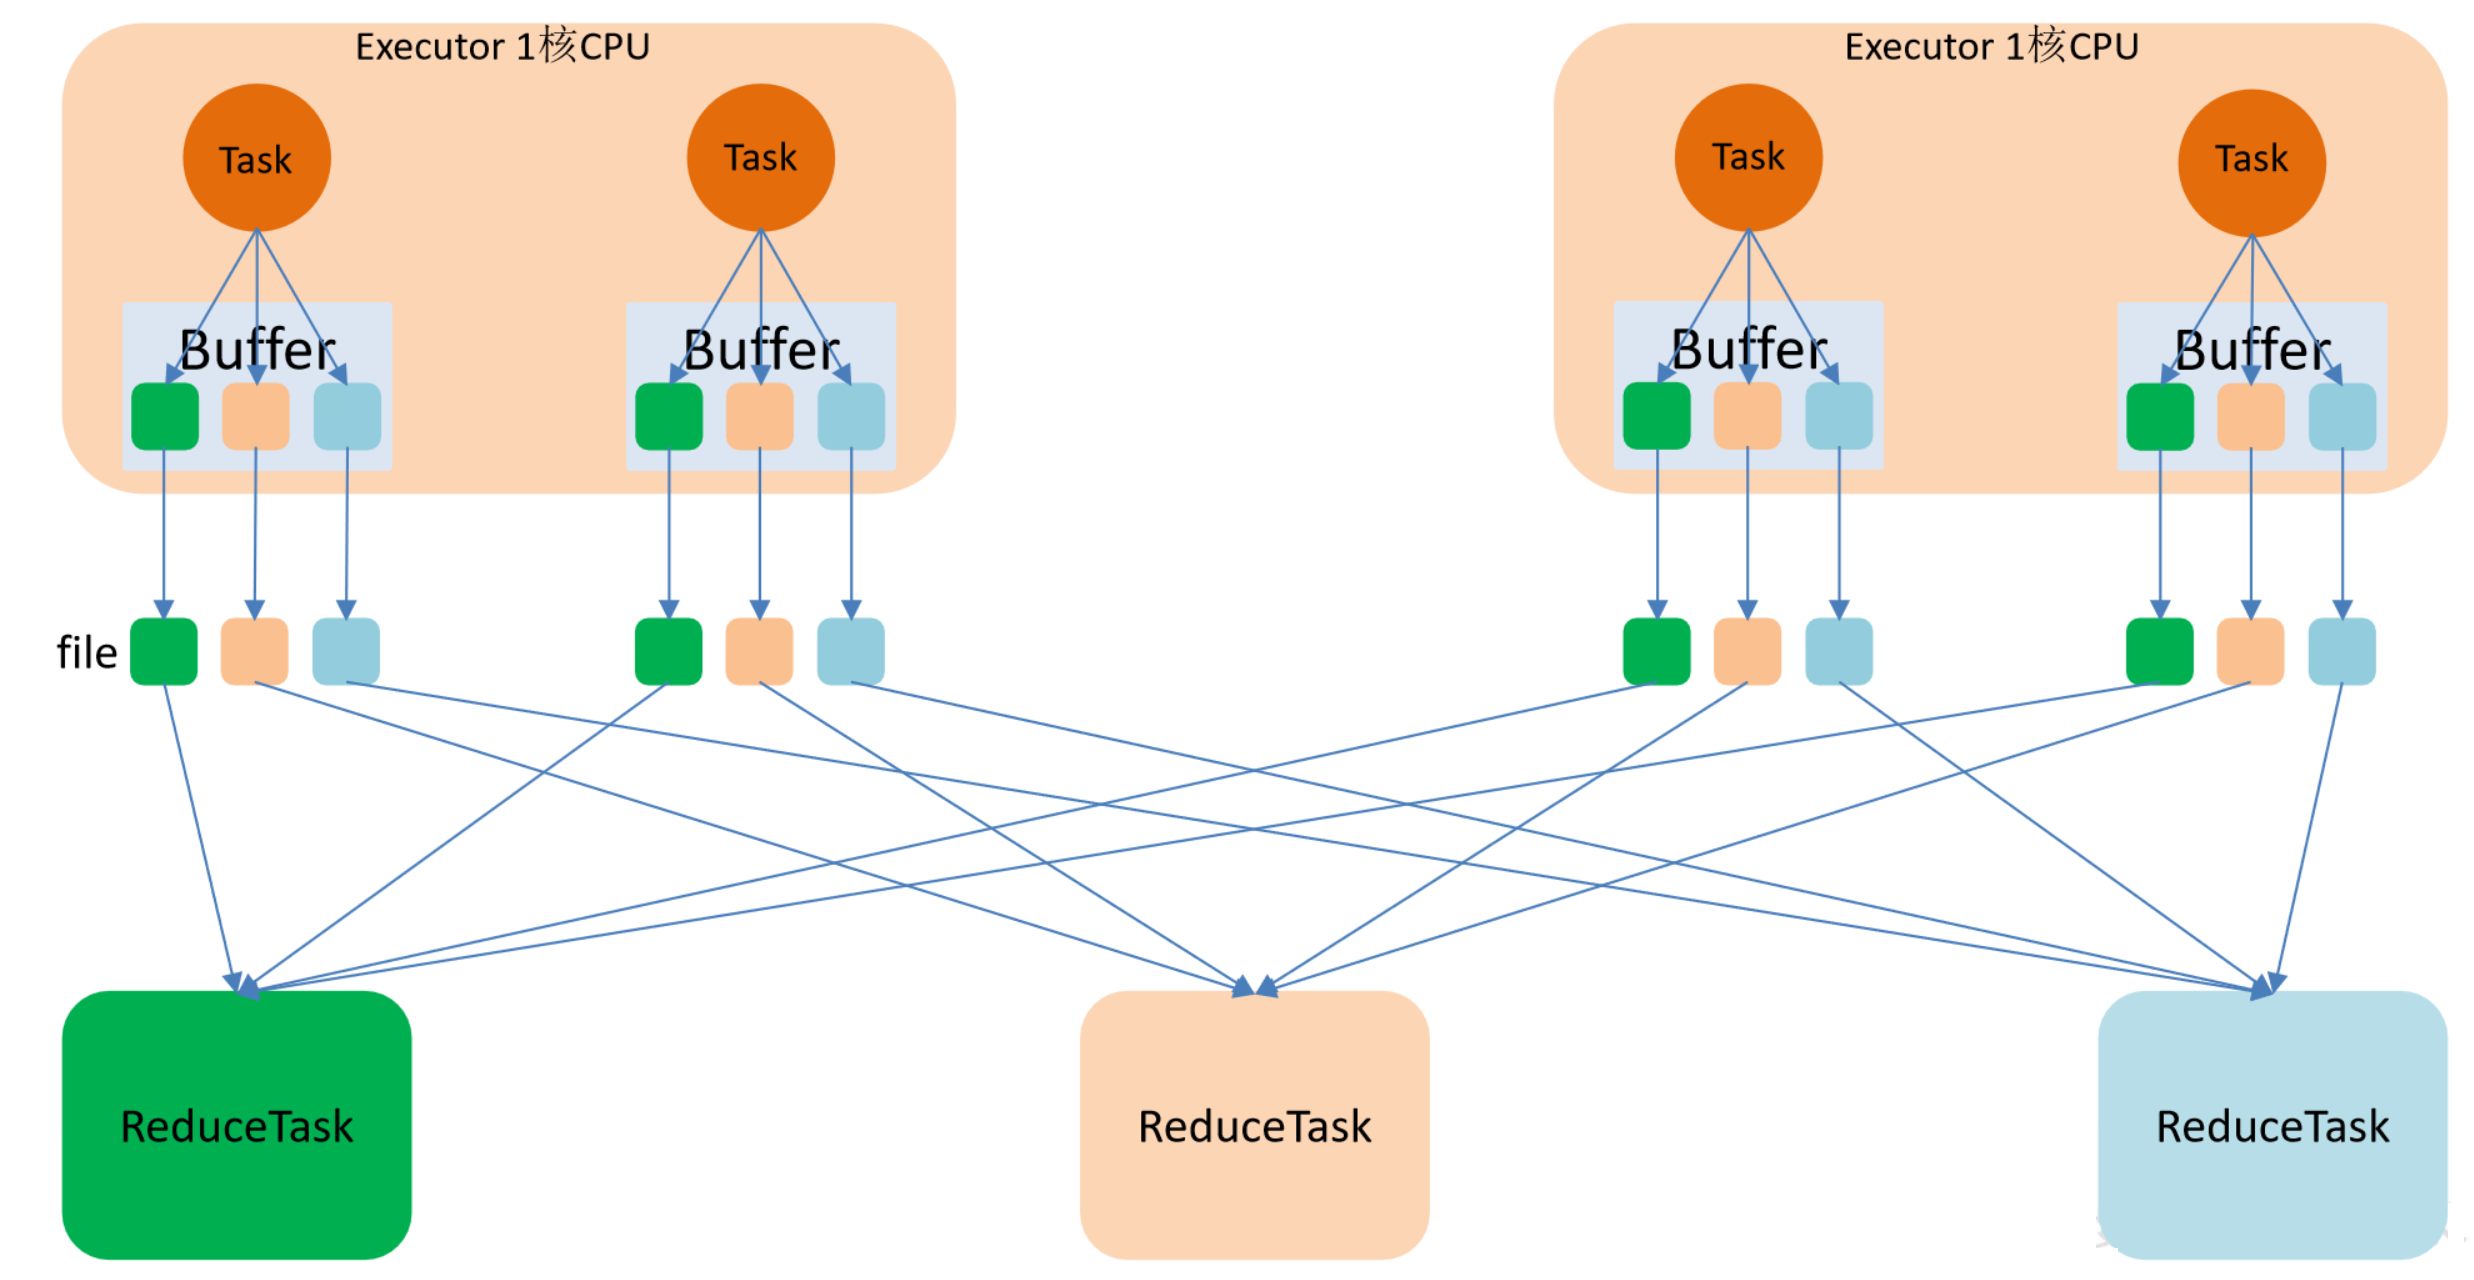 Executor 1核CPU
Executor 1核CPU
Task
Task
Task
Task
Buffer
Buffer
Buffer
Buffer
file
ReduceTask
ReduceTask
ReduceTask